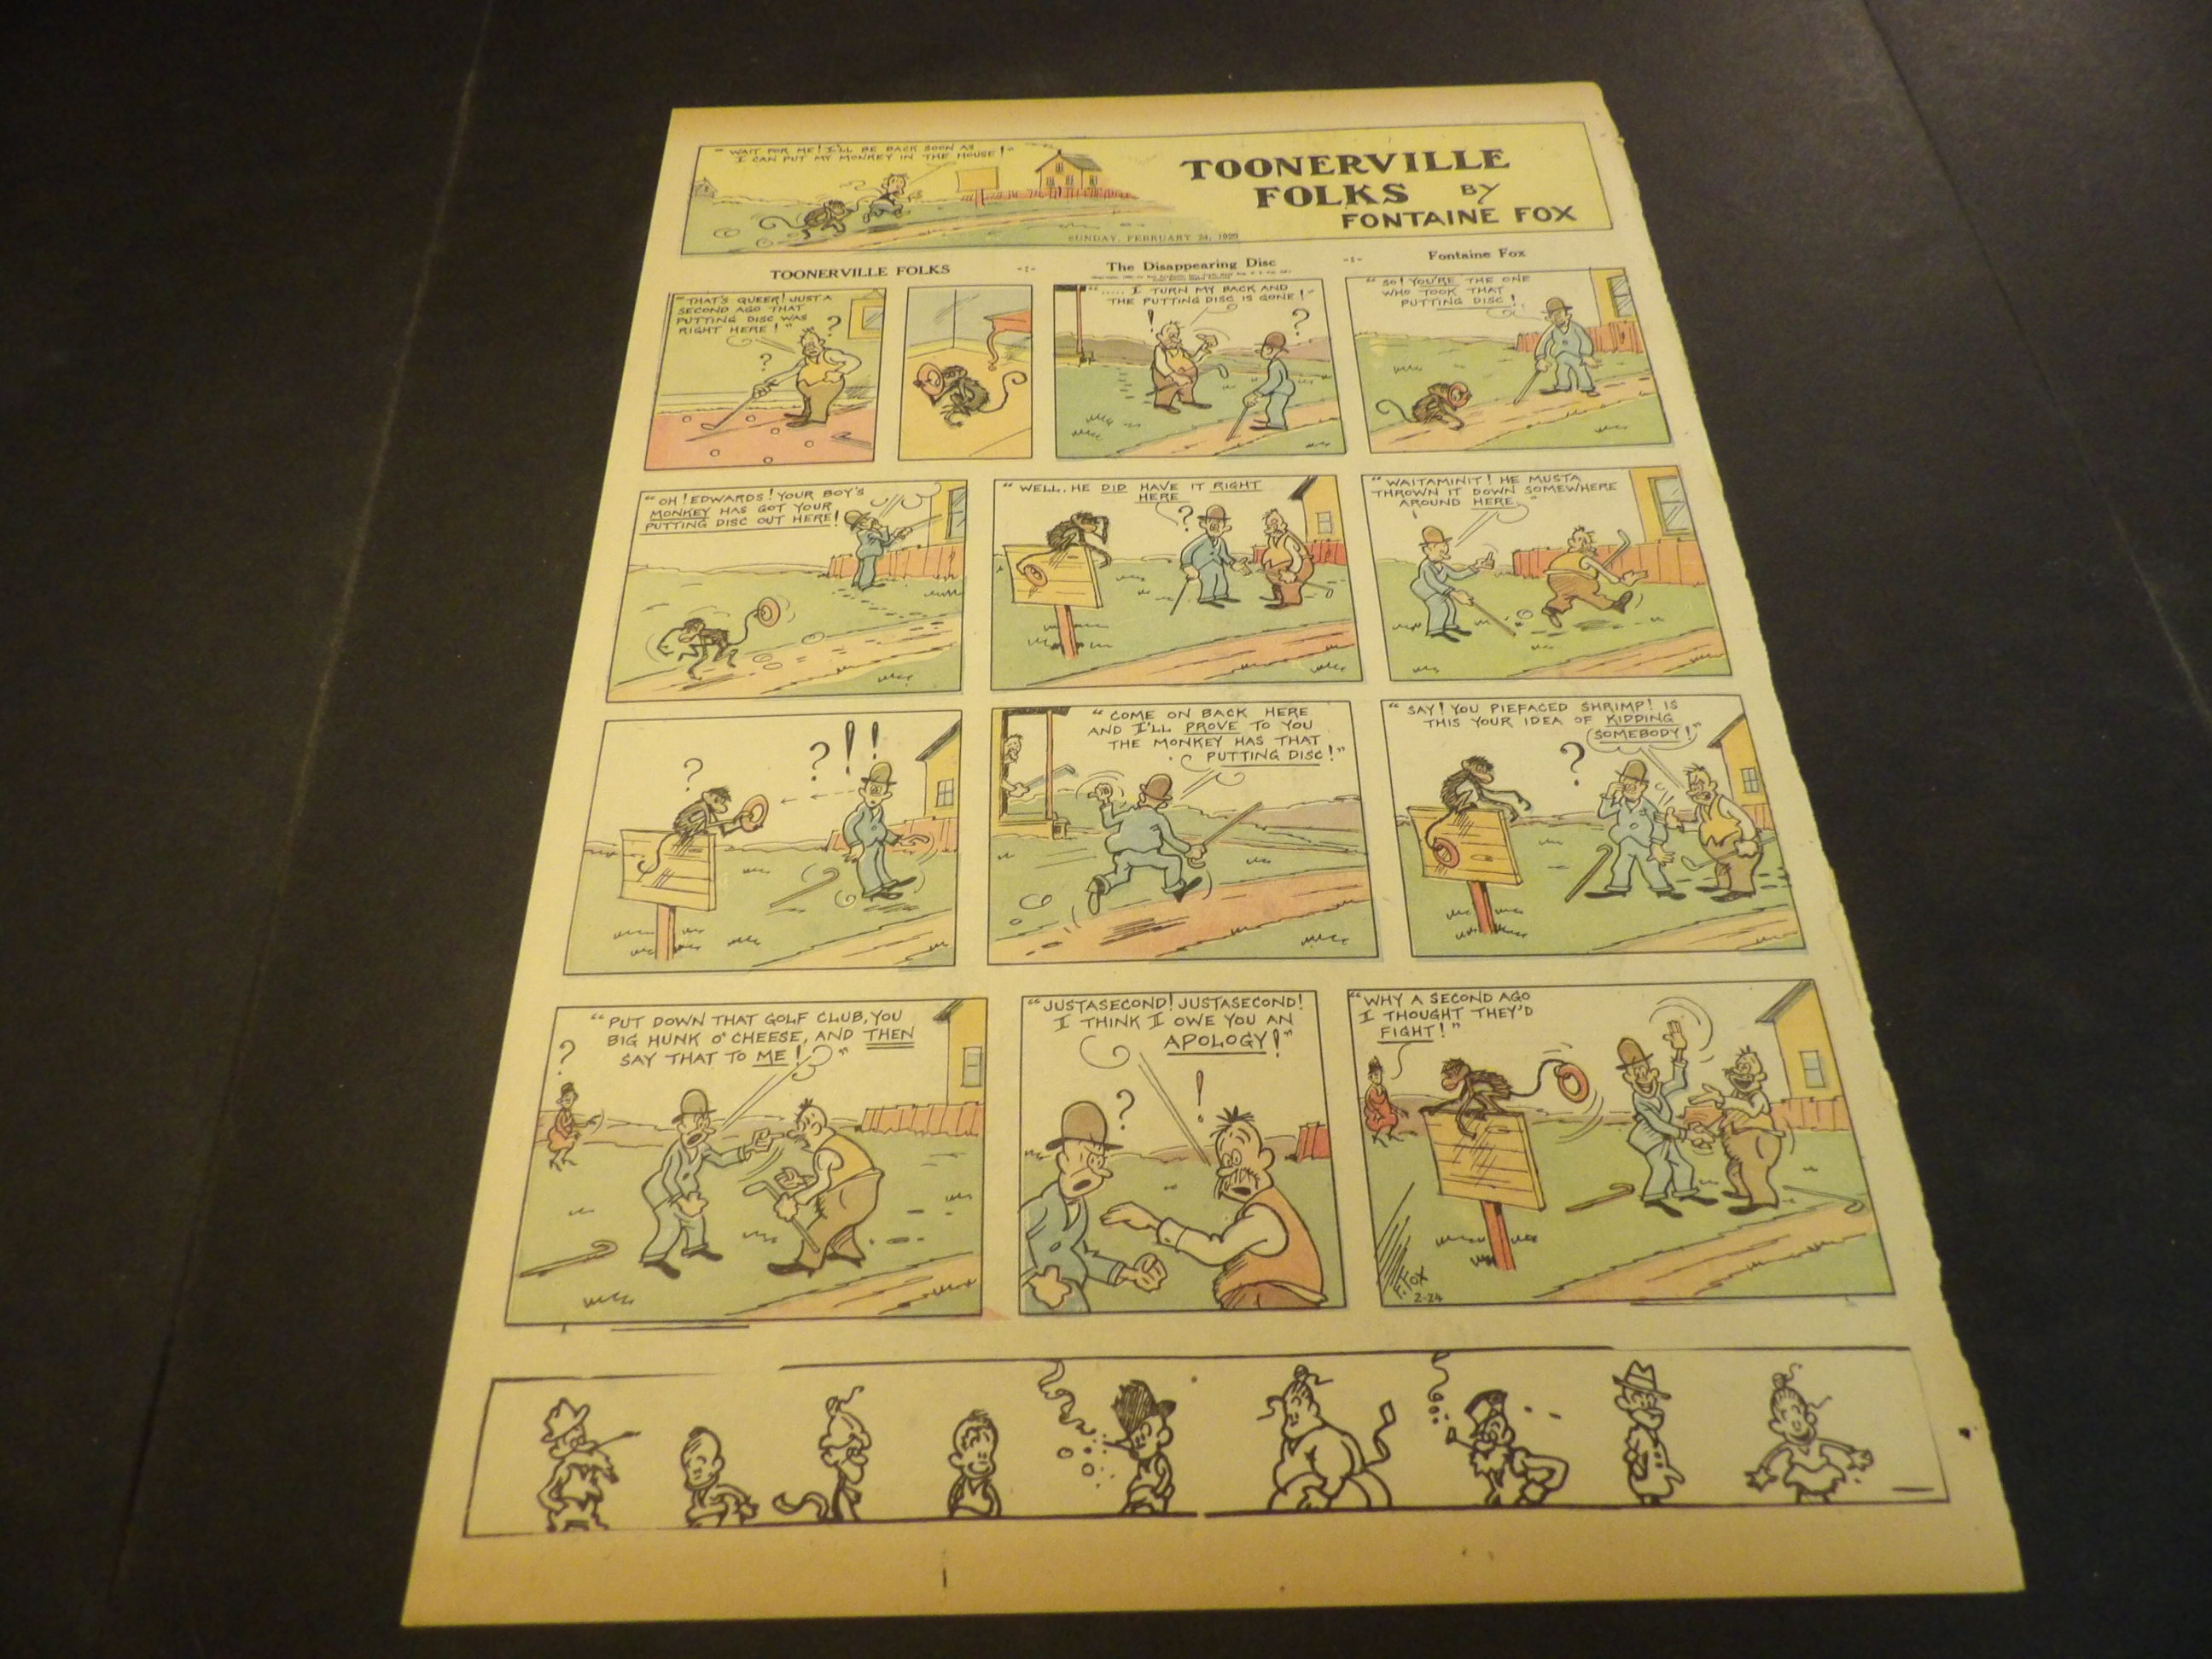 " WAIT FOR ME! I'LL BE BACK SOON AS
I CAN PUT MY MONKEY IN THE HOUSE!"
TOONERVILLE
FOLKS BY
FONTAINE FOX
SUNDAY, FEBRUARY 24, 1929
TOONERVILLE FOLKS -:- The Disappearing Disc -:- Fontaine Fox
"THAT'S QUEER! JUST A
SECOND AGO THAT
PUTTING DISC WAS
RIGHT HERE!"
?
?
"..... I TURN MY BACK AND
THE PUTTING DISC IS GONE!"
!
?
"SO! YOU'RE THE ONE
WHO TOOK THAT
PUTTING DISC!
"OH! EDWARDS! YOUR BOY'S
MONKEY HAS GOT YOUR
PUTTING DISC OUT HERE!
"WELL, HE DID HAVE IT RIGHT
HERE
?
"WAITAMINIT! HE MUSTA
THROWN IT DOWN SOMEWHERE
AROUND HERE."
?
? ! !
"COME ON BACK HERE
AND I'LL PROVE TO YOU
THE MONKEY HAS THAT
PUTTING DISC!"
"SAY! YOU PIEFACED SHRIMP! IS
THIS YOUR IDEA OF KIDDING
SOMEBODY!"
?
"PUT DOWN THAT GOLF CLUB, YOU
BIG HUNK O' CHEESE, AND THEN
SAY THAT TO ME!"
?
"JUSTASECOND! JUSTASECOND!
I THINK I OWE YOU AN
APOLOGY!"
?
!
"WHY A SECOND AGO
I THOUGHT THEY'D
FIGHT!"
F. FOX
2-24